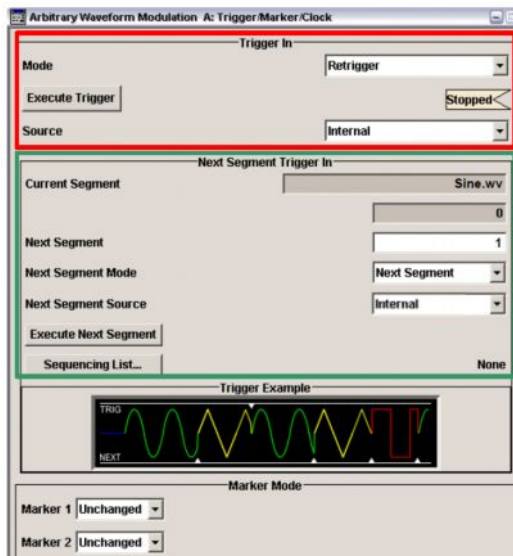 Arbitrary Waveform Modulation A: Trigger/Marker/Clock
Trigger In
Mode Retrigger
Execute Trigger Stopped
Source Internal
Next Segment Trigger In
Current Segment Sine.wv
0
Next Segment 1
Next Segment Mode Next Segment
Next Segment Source Internal
Execute Next Segment
Sequencing List... None
Trigger Example
TRIG
NEXT
Marker Mode
Marker 1 Unchanged
Marker 2 Unchanged